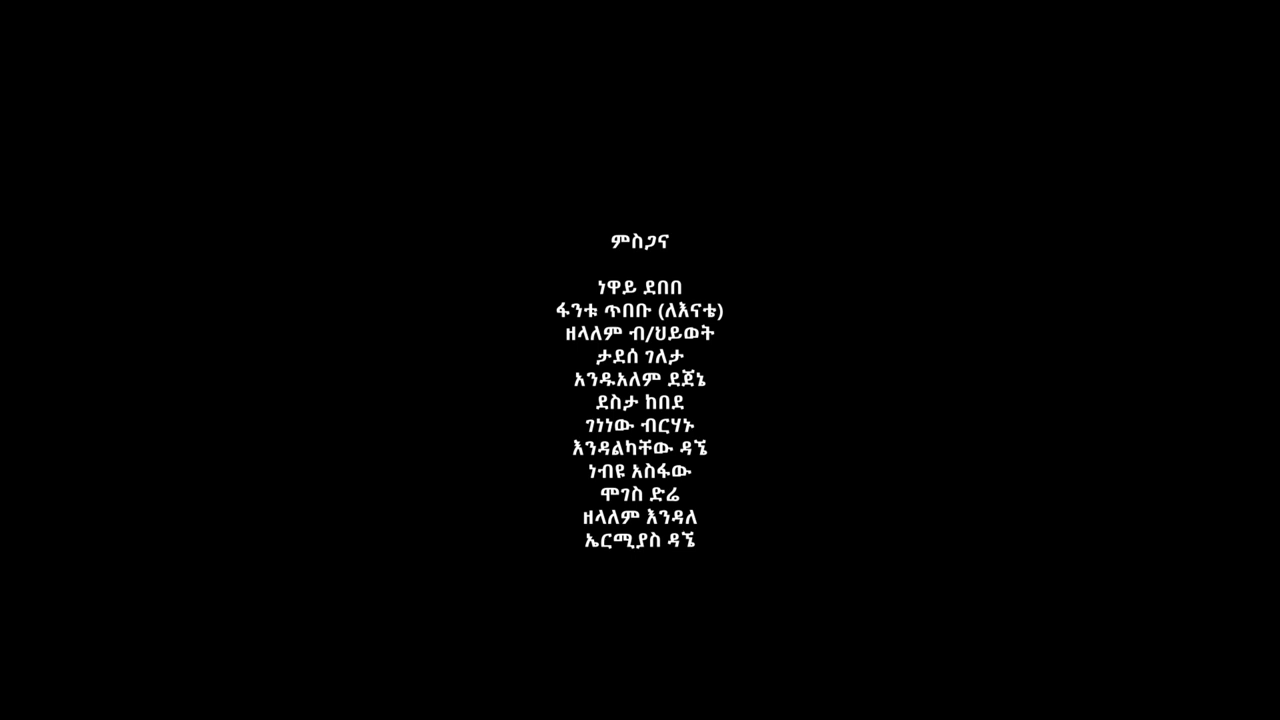 ምስጋና
ነዋይ ደበበ
ፋንቱ ጥበቡ (ለእናቴ)
ዘላለም ብ/ህይወት
ታደሰ ገለታ
አንዱአለም ደጀኔ
ደስታ ከበደ
ገነነው ብርሃኑ
እንዳልካቸው ዳኜ
ነብዩ አስፋው
ሞገስ ድሬ
ዘላለም እንዳለ
ኤርሚያስ ዳኜ